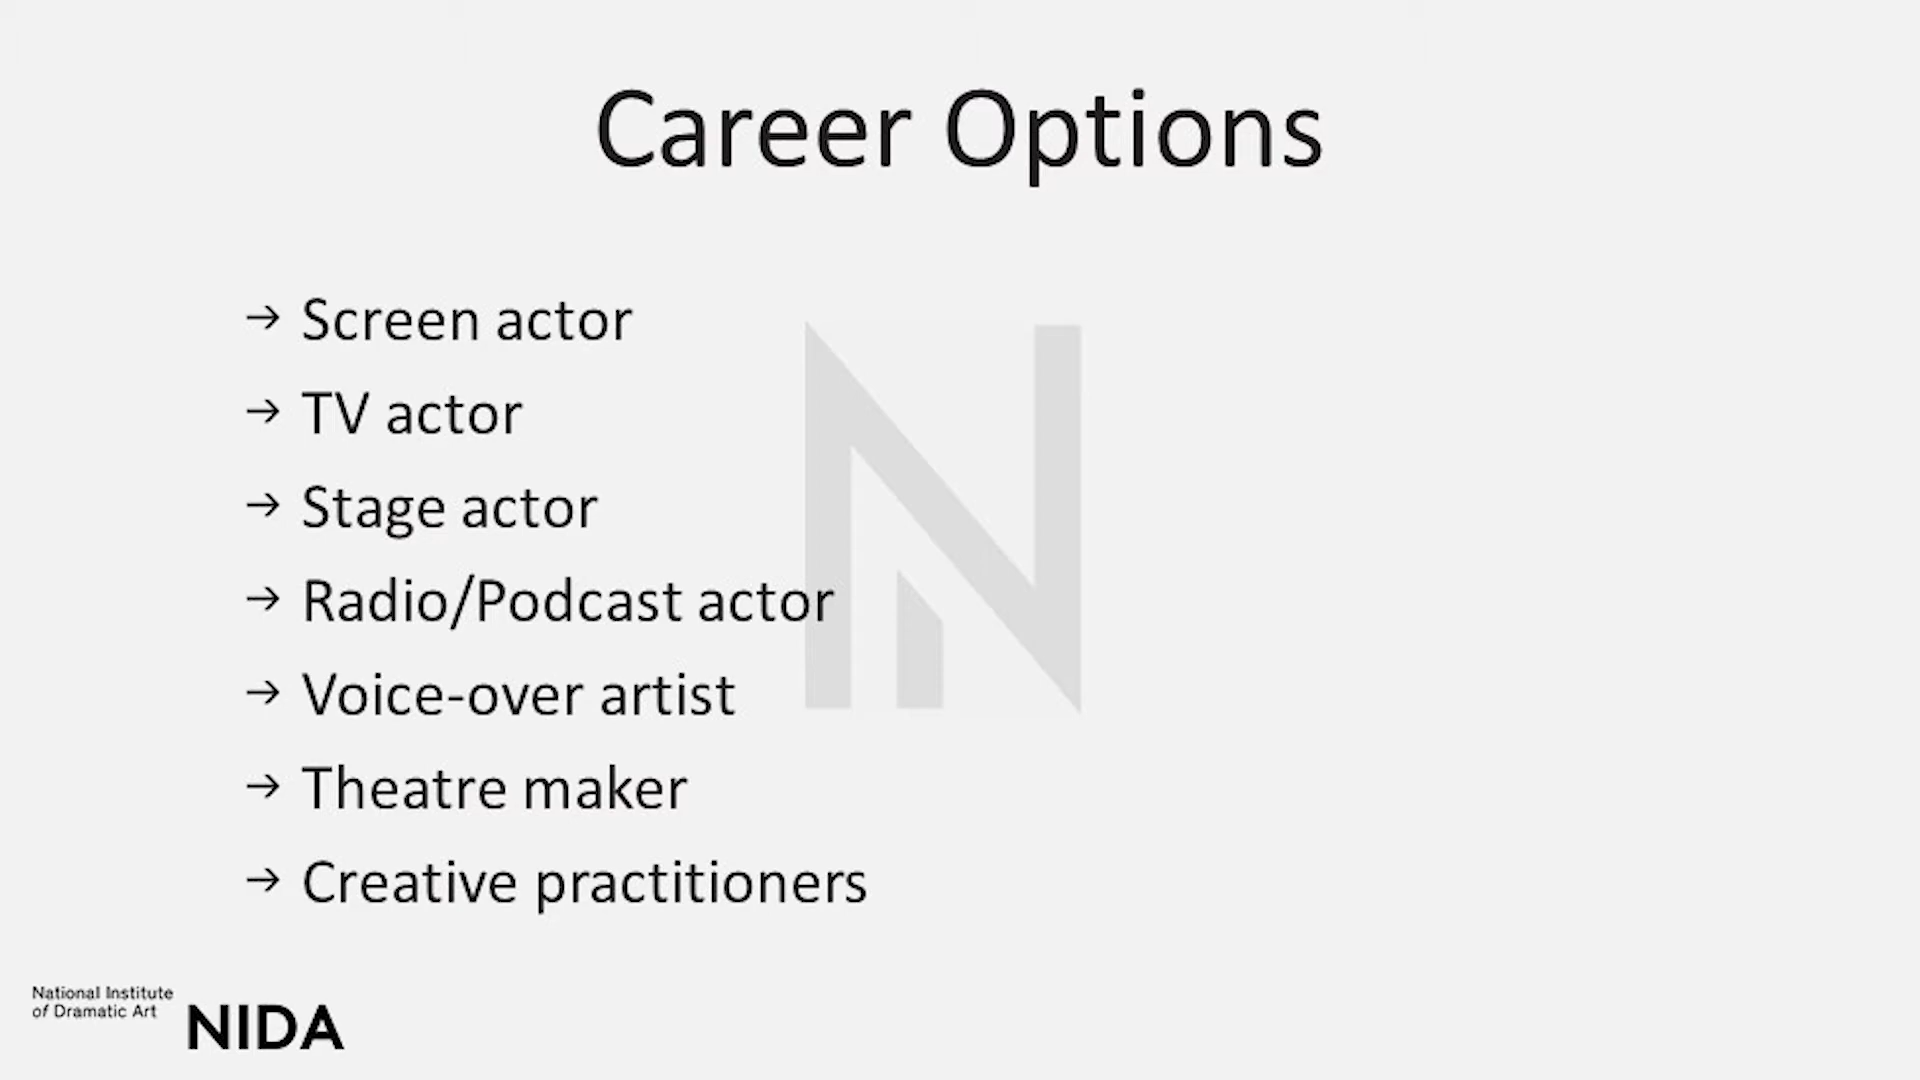 Career Options
→ Screen actor
→ TV actor
→ Stage actor
→ Radio/Podcast actor
→ Voice-over artist
→ Theatre maker
→ Creative practitioners
National Institute
of Dramatic Art
NIDA